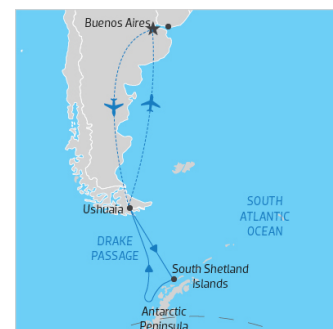 Buenos Aires
Ushuaia
SOUTH
ATLANTIC
OCEAN
DRAKE
PASSAGE
South Shetland
Islands
Antarctic
Peninsula